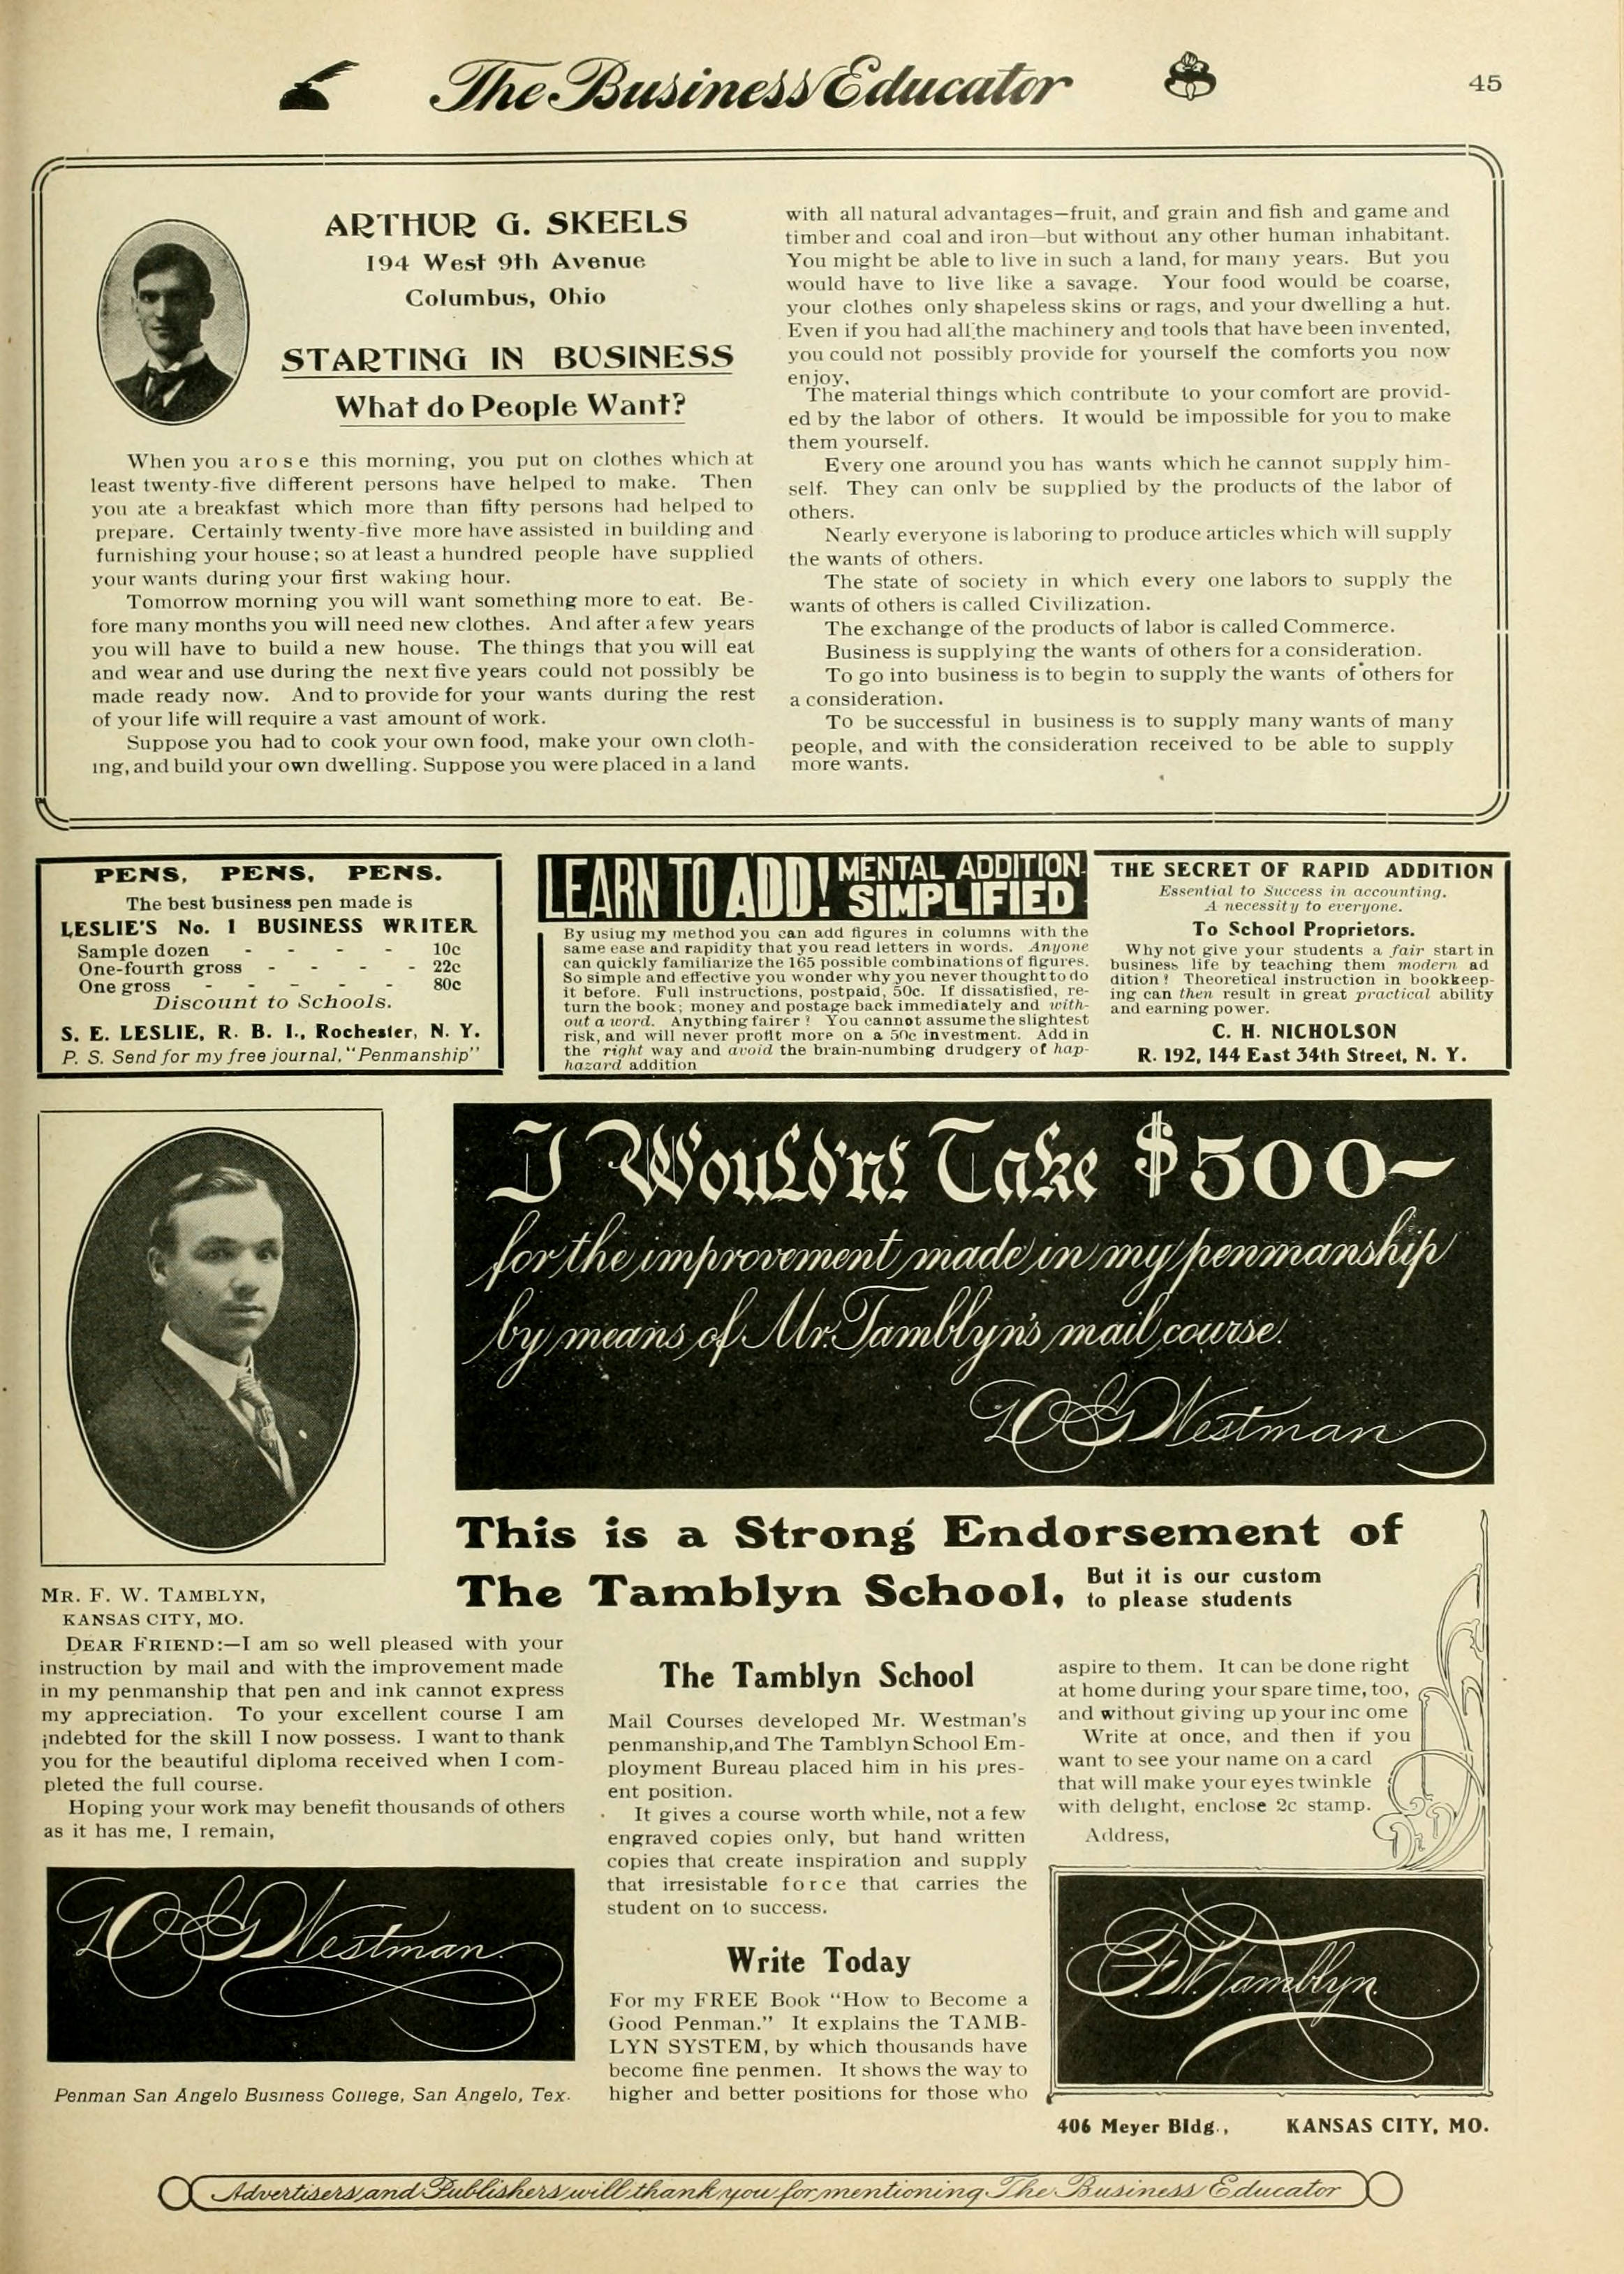 The Business Educator
45
ARTHUR G. SKEELS
194 West 9th Avenue
Columbus, Ohio
STARTING IN BUSINESS
What do People Want?
When you arose this morning, you put on clothes which at
least twenty-five different persons have helped to make. Then
you ate a breakfast which more than fifty persons had helped to
prepare. Certainly twenty-five more have assisted in building and
furnishing your house; so at least a hundred people have supplied
your wants during your first waking hour.
Tomorrow morning you will want something more to eat. Be-
fore many months you will need new clothes. And after a few years
you will have to build a new house. The things that you will eat
and wear and use during the next five years could not possibly be
made ready now. And to provide for your wants during the rest
of your life will require a vast amount of work.
Suppose you had to cook your own food, make your own cloth-
ing, and build your own dwelling. Suppose you were placed in a land
with all natural advantages—fruit, and grain and fish and game and
timber and coal and iron—but without any other human inhabitant.
You might be able to live in such a land, for many years. But you
would have to live like a savage. Your food would be coarse,
your clothes only shapeless skins or rags, and your dwelling a hut.
Even if you had all the machinery and tools that have been invented,
you could not possibly provide for yourself the comforts you now
enjoy.
The material things which contribute to your comfort are provid-
ed by the labor of others. It would be impossible for you to make
them yourself.
Every one around you has wants which he cannot supply him-
self. They can only be supplied by the products of the labor of
others.
Nearly everyone is laboring to produce articles which will supply
the wants of others.
The state of society in which every one labors to supply the
wants of others is called Civilization.
The exchange of the products of labor is called Commerce.
Business is supplying the wants of others for a consideration.
To go into business is to begin to supply the wants of others for
a consideration.
To be successful in business is to supply many wants of many
people, and with the consideration received to be able to supply
more wants.
PENS, PENS, PENS.
The best business pen made is
LESLIE'S No. 1 BUSINESS WRITER
Sample dozen - - - - 10c
One-fourth gross - - - - 22c
One gross - - - - - 80c
Discount to Schools.
S. E. LESLIE, R. B. I., Rochester, N. Y.
P. S. Send for my free journal, "Penmanship"
LEARN TO ADD! MENTAL ADDITION SIMPLIFIED
By usiug my method you can add figures in columns with the
same ease and rapidity that you read letters in words. Anyone
can quickly familiarize the 165 possible combinations of figures.
So simple and effective you wonder why you never thought to do
it before. Full instructions, postpaid, 50c. If dissatisfied, re-
turn the book; money and postage back immediately and with-
out a word. Anything fairer? You cannot assume the slightest
risk, and will never profit more on a 50c investment. Add in
the right way and avoid the brain-numbing drudgery of hap-
hazard addition
THE SECRET OF RAPID ADDITION
Essential to Success in accounting.
A necessity to everyone.
To School Proprietors.
Why not give your students a fair start in
business life by teaching them modern ad
dition? Theoretical instruction in bookkeep-
ing can then result in great practical ability
and earning power.
C. H. NICHOLSON
R. 192, 144 East 34th Street, N. Y.
I Wouldn't Take $500—
for the improvement made in my penmanship
by means of Mr. Tamblyn's mail course.
W. O. G. Westman
This is a Strong Endorsement of
The Tamblyn School, But it is our custom
to please students
MR. F. W. TAMBLYN,
KANSAS CITY, MO.
DEAR FRIEND:—I am so well pleased with your
instruction by mail and with the improvement made
in my penmanship that pen and ink cannot express
my appreciation. To your excellent course I am
indebted for the skill I now possess. I want to thank
you for the beautiful diploma received when I com-
pleted the full course.
Hoping your work may benefit thousands of others
as it has me, I remain,
Westman
Penman San Angelo Business College, San Angelo, Tex.
The Tamblyn School
Mail Courses developed Mr. Westman's
penmanship,and The Tamblyn School Em-
ployment Bureau placed him in his pres-
ent position.
It gives a course worth while, not a few
engraved copies only, but hand written
copies that create inspiration and supply
that irresistable force that carries the
student on to success.
Write Today
For my FREE Book "How to Become a
Good Penman." It explains the TAMB-
LYN SYSTEM, by which thousands have
become fine penmen. It shows the way to
higher and better positions for those who
aspire to them. It can be done right
at home during your spare time, too,
and without giving up your inc ome
Write at once, and then if you
want to see your name on a card
that will make your eyes twinkle
with delight, enclose 2c stamp.
Address,
F. W. Tamblyn.
406 Meyer Bldg., KANSAS CITY, MO.
Advertisers and Publishers will thank you for mentioning The Business Educator